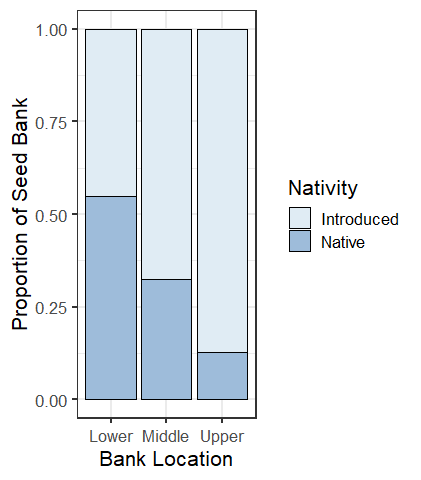 Proportion of Seed Bank
1.00
0.75
0.50
0.25
0.00
Lower Middle Upper
Bank Location
Nativity
Introduced
Native